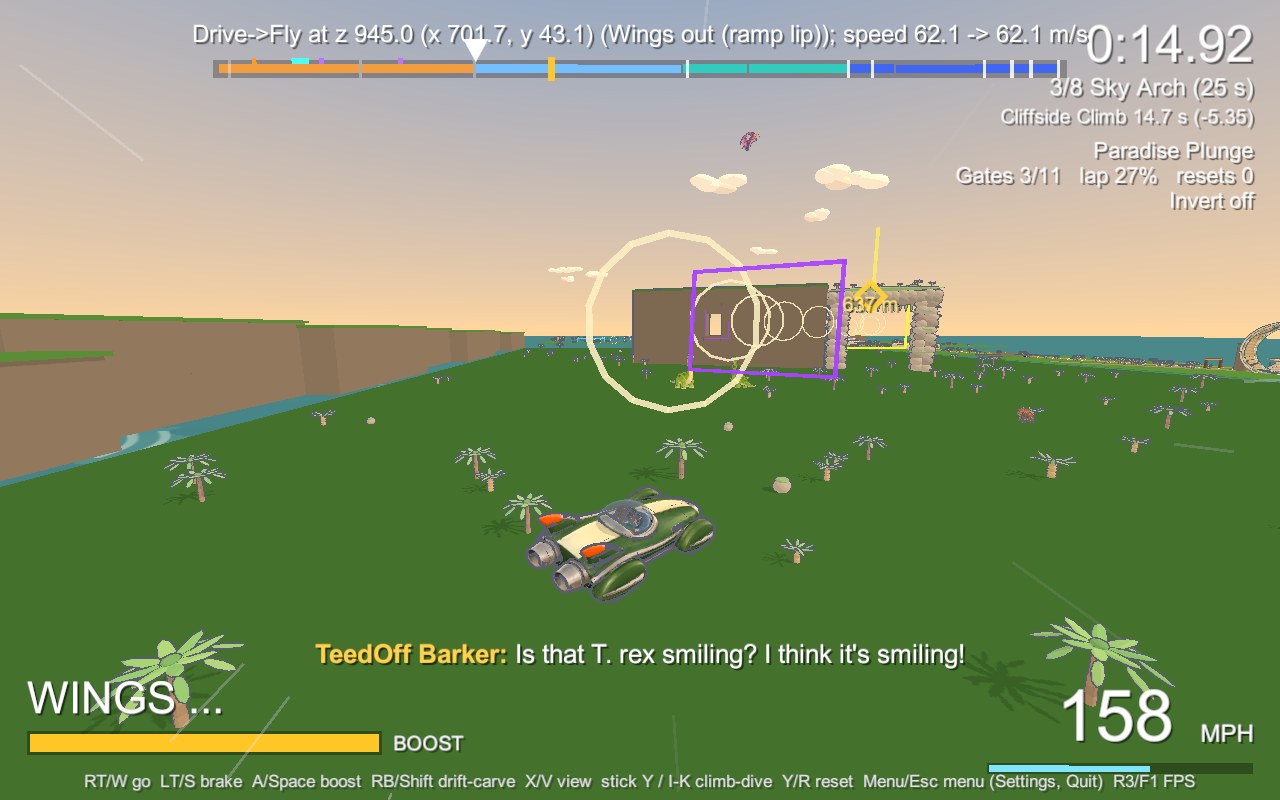 Drive->Fly at z 945.0 (x 701.7, y 43.1) (Wings out (ramp lip)); speed 62.1 -> 62.1 m/s
0:14.92
3/8 Sky Arch (25 s)
Cliffside Climb 14.7 s (-5.35)
Paradise Plunge
Gates 3/11 lap 27% resets 0
Invert off
637 m
TeedOff Barker: Is that T. rex smiling? I think it's smiling!
WINGS ...
158 MPH
BOOST
RT/W go LT/S brake A/Space boost RB/Shift drift-carve X/V view stick Y / I-K climb-dive Y/R reset Menu/Esc menu (Settings, Quit) R3/F1 FPS